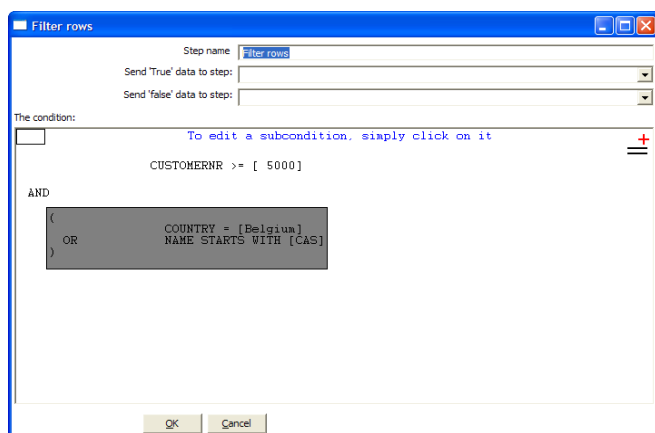 Filter rows
Step name Filter rows
Send 'True' data to step:
Send 'false' data to step:
The condition:
To edit a subcondition, simply click on it
CUSTOMERNR >= [ 5000]
AND
(
COUNTRY = [Belgium]
OR NAME STARTS WITH [CAS]
)
OK Cancel